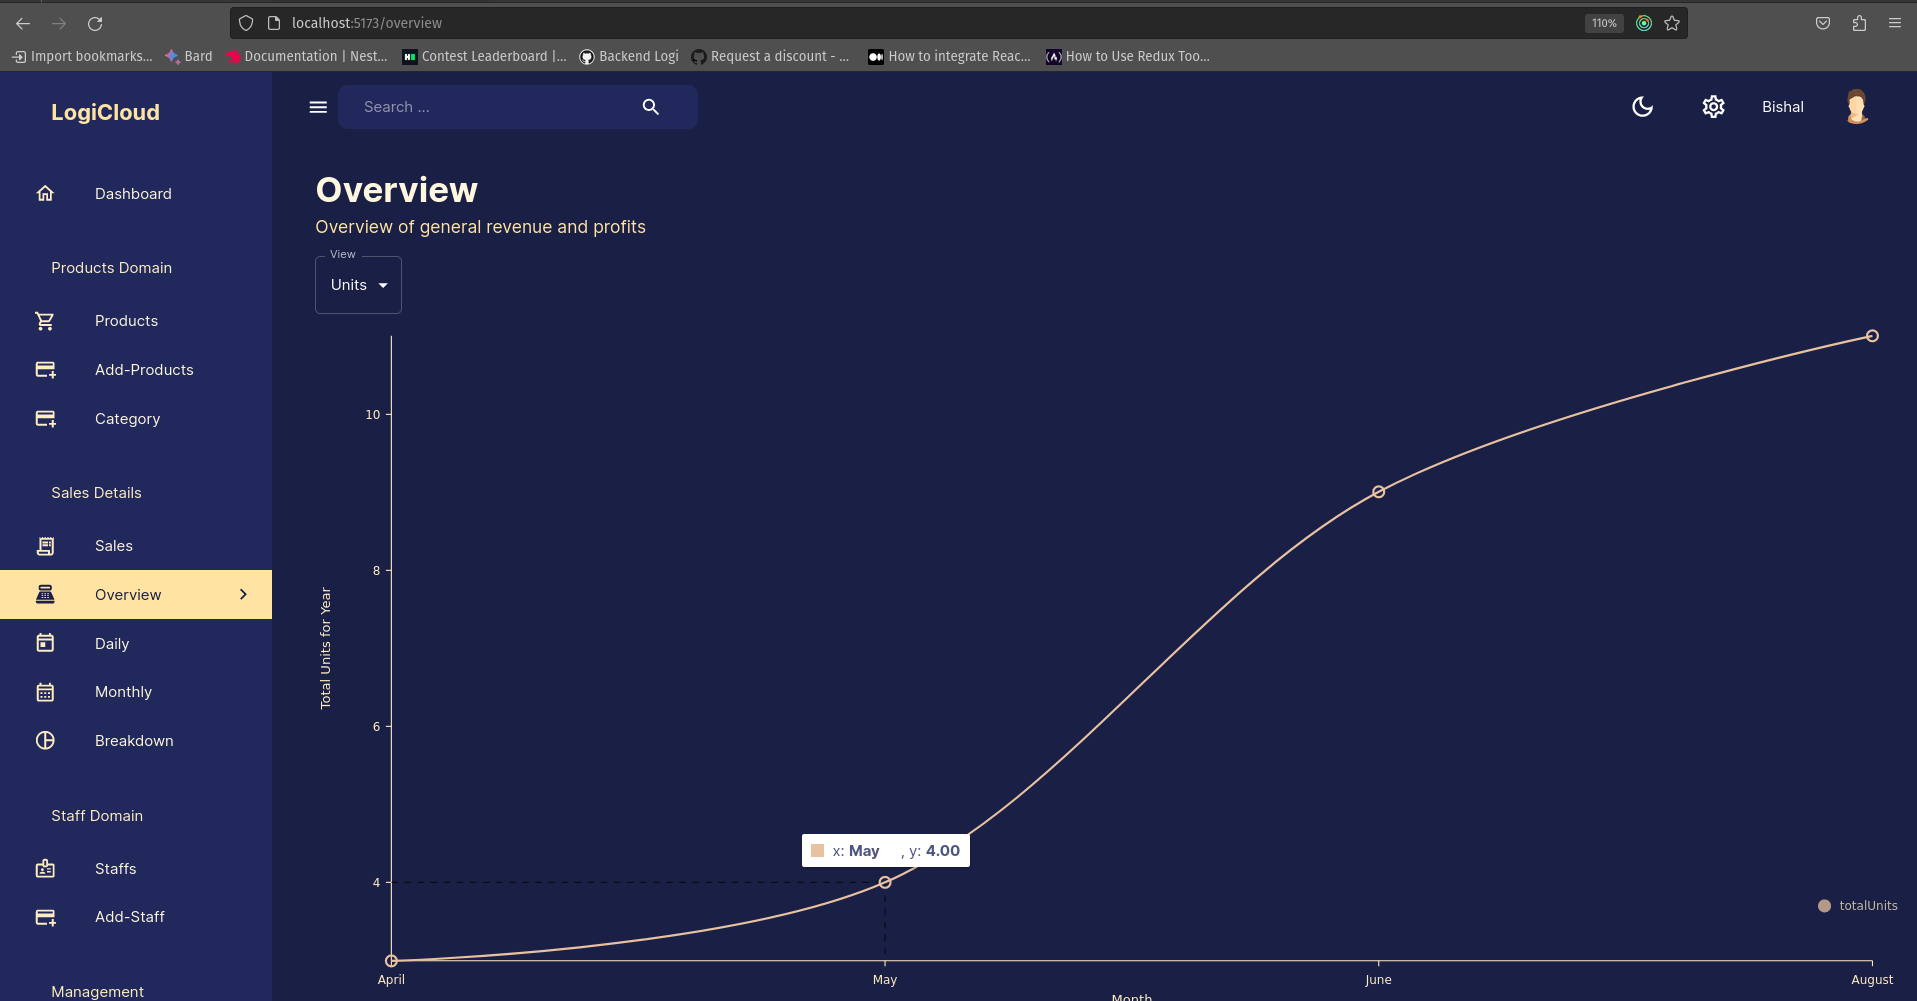 localhost:5173/overview
110%
Import bookmarks...
Bard
Documentation | Nest...
Contest Leaderboard |...
Backend Logi
Request a discount - ...
How to integrate Reac...
How to Use Redux Too...
LogiCloud
Search ...
Bishal
Dashboard
Products Domain
Products
Add-Products
Category
Sales Details
Sales
Overview
Daily
Monthly
Breakdown
Staff Domain
Staffs
Add-Staff
Management
Overview
Overview of general revenue and profits
View
Units
Total Units for Year
10
8
6
4
x: May , y: 4.00
totalUnits
April
May
June
August
Month